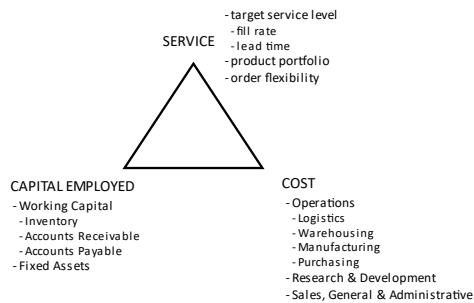 SERVICE
-target service level
-fill rate
-lead time
-product portfolio
-order flexibility
CAPITAL EMPLOYED
-Working Capital
-Inventory
-Accounts Receivable
-Accounts Payable
-Fixed Assets
COST
-Operations
-Logistics
-Warehousing
-Manufacturing
-Purchasing
-Research & Development
-Sales, General & Administrative